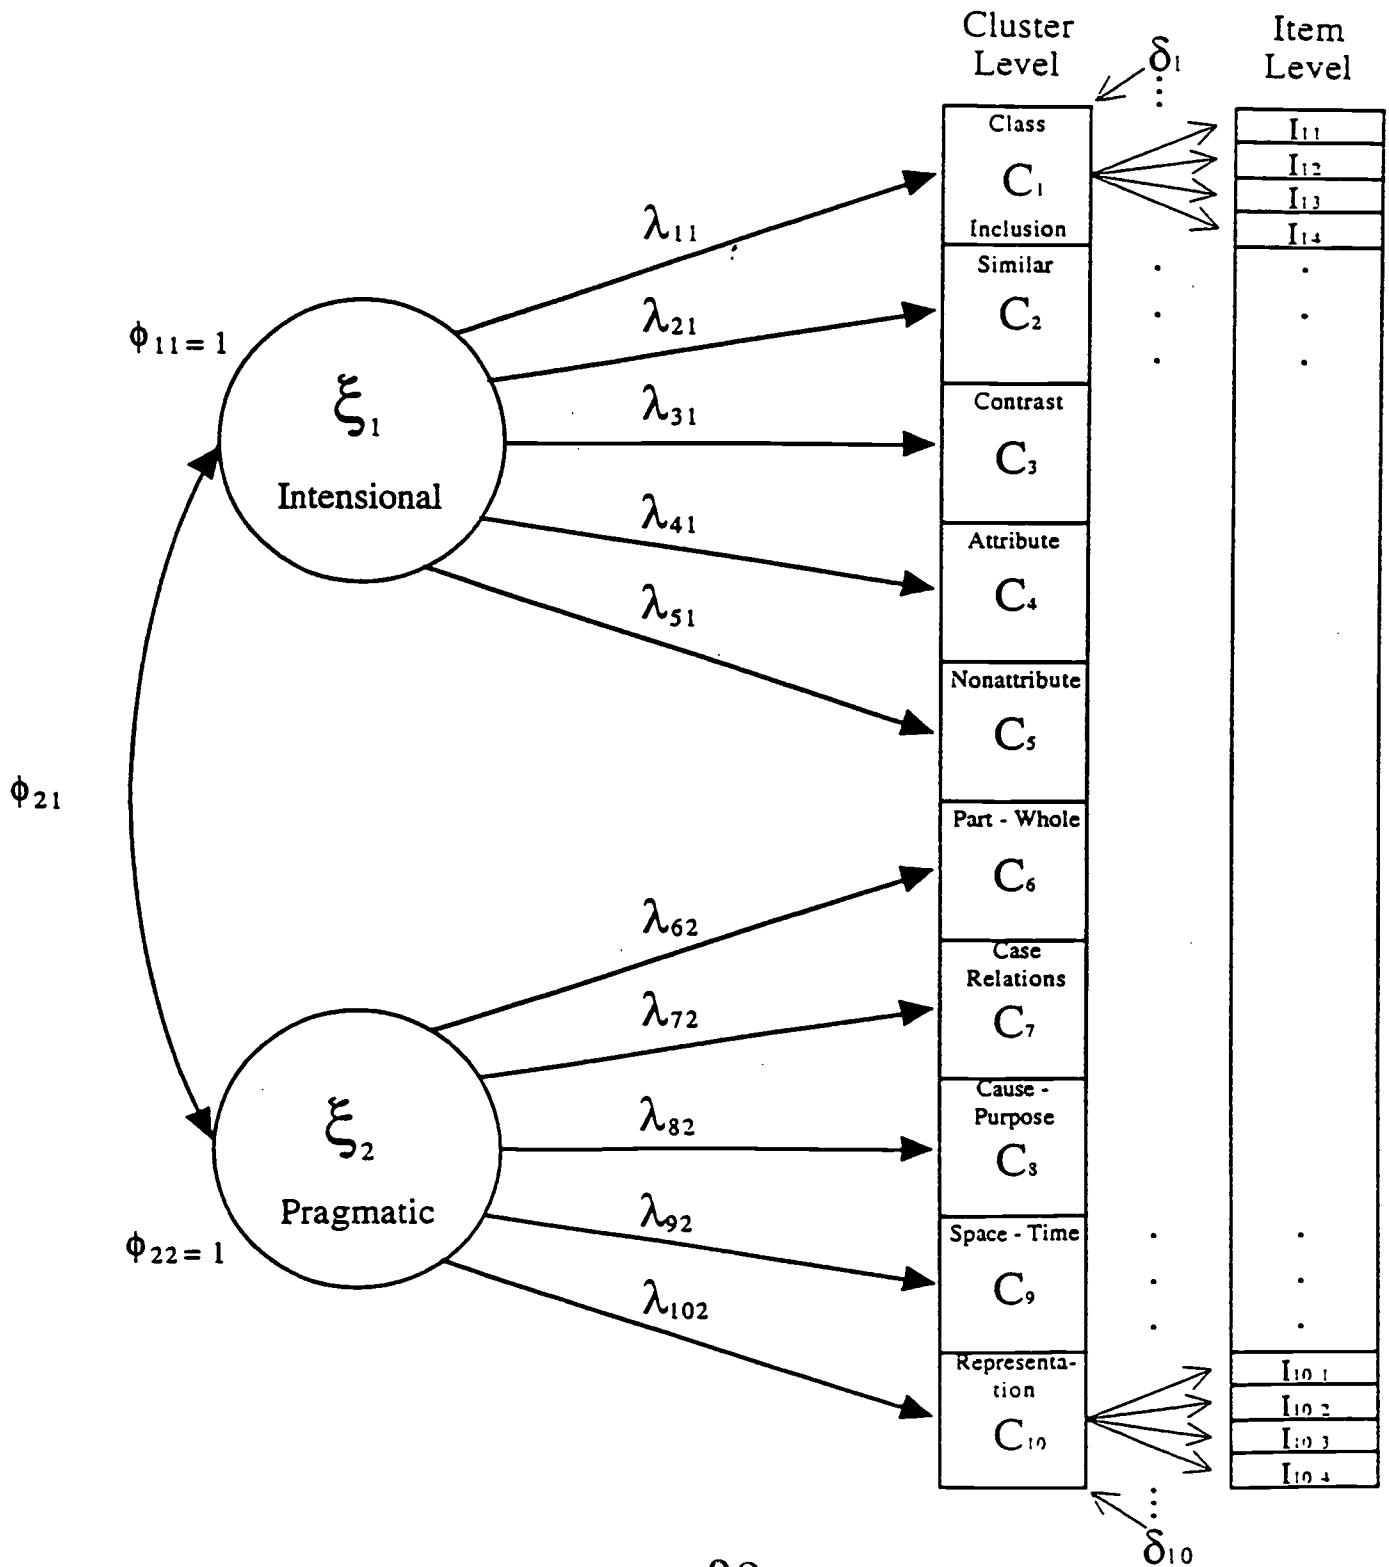 Cluster
Level
Item
Level
δ₁
Class
C₁
Inclusion
I₁₁
I₁₂
I₁₃
I₁₄
λ₁₁
Similar
C₂
λ₂₁
ϕ₁₁ = 1
ξ₁
Intensional
λ₃₁
Contrast
C₃
λ₄₁
Attribute
C₄
λ₅₁
Nonattribute
C₅
ϕ₂₁
Part - Whole
C₆
λ₆₂
Case
Relations
C₇
λ₇₂
Cause -
Purpose
C₈
λ₈₂
ξ₂
Pragmatic
ϕ₂₂ = 1
λ₉₂
Space - Time
C₉
λ₁₀₂
Representa-
tion
C₁₀
I₁₀ ₁
I₁₀ ₂
I₁₀ ₃
I₁₀ ₄
δ₁₀